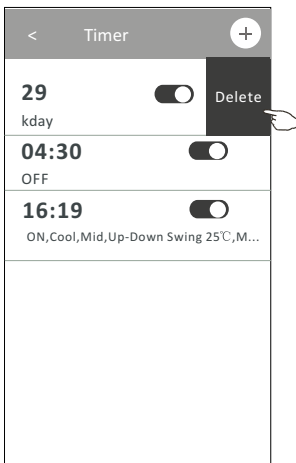 < Timer +
29 Delete
kday
04:30
OFF
16:19
ON,Cool,Mid,Up-Down Swing 25℃,M...